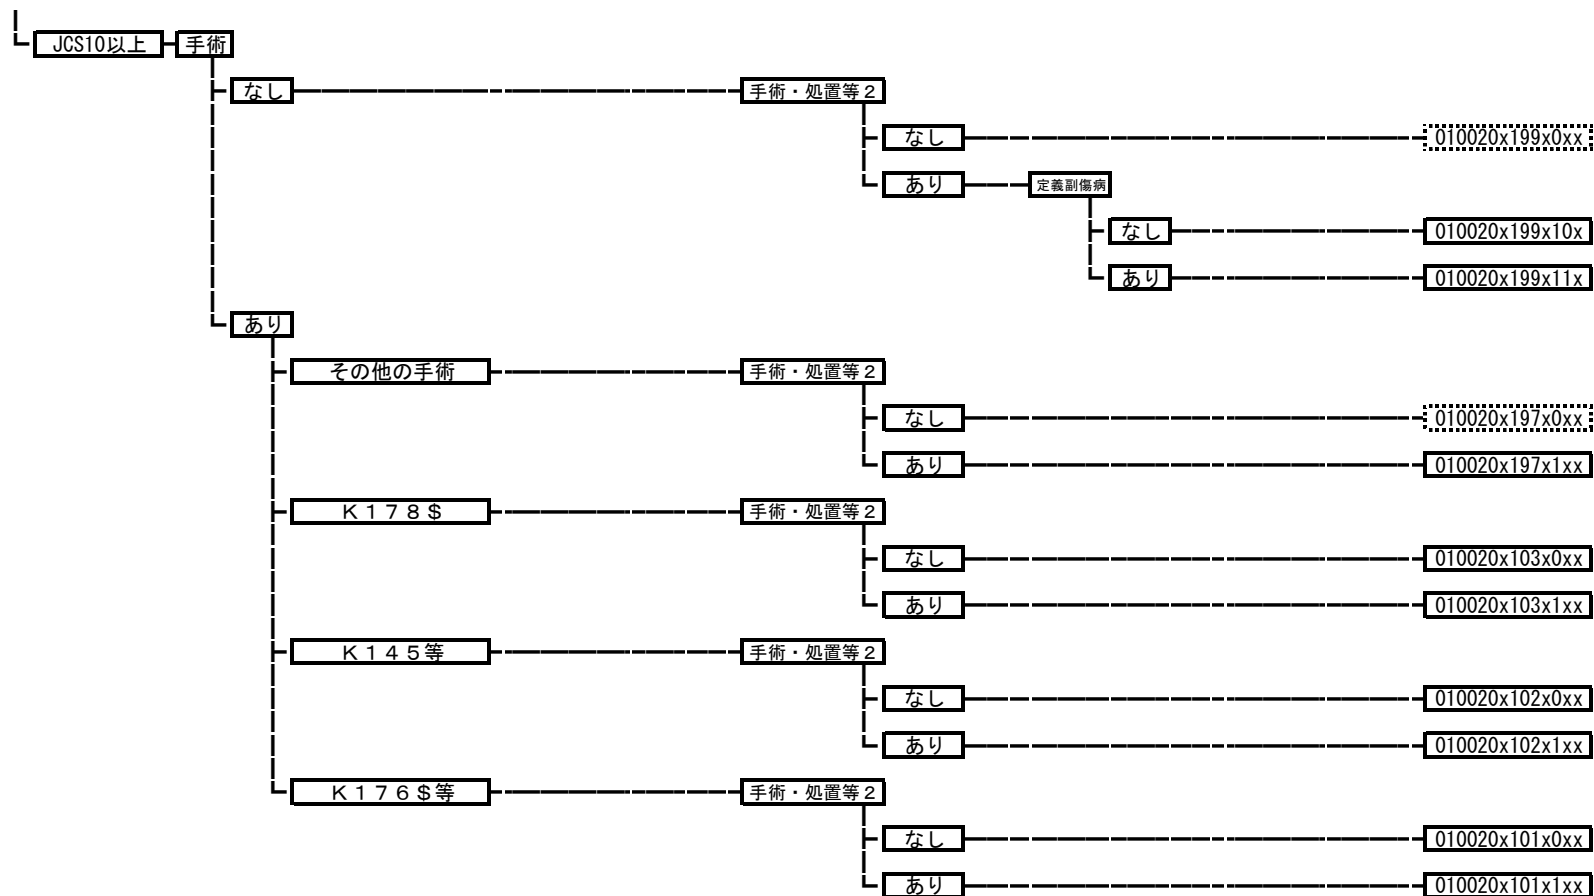 JCS10以上 手術
なし 手術・処置等２
なし 010020x199x0xx
あり 定義副傷病
なし 010020x199x10x
あり 010020x199x11x
あり
その他の手術 手術・処置等２
なし 010020x197x0xx
あり 010020x197x1xx
Ｋ１７８＄ 手術・処置等２
なし 010020x103x0xx
あり 010020x103x1xx
Ｋ１４５等 手術・処置等２
なし 010020x102x0xx
あり 010020x102x1xx
Ｋ１７６＄等 手術・処置等２
なし 010020x101x0xx
あり 010020x101x1xx